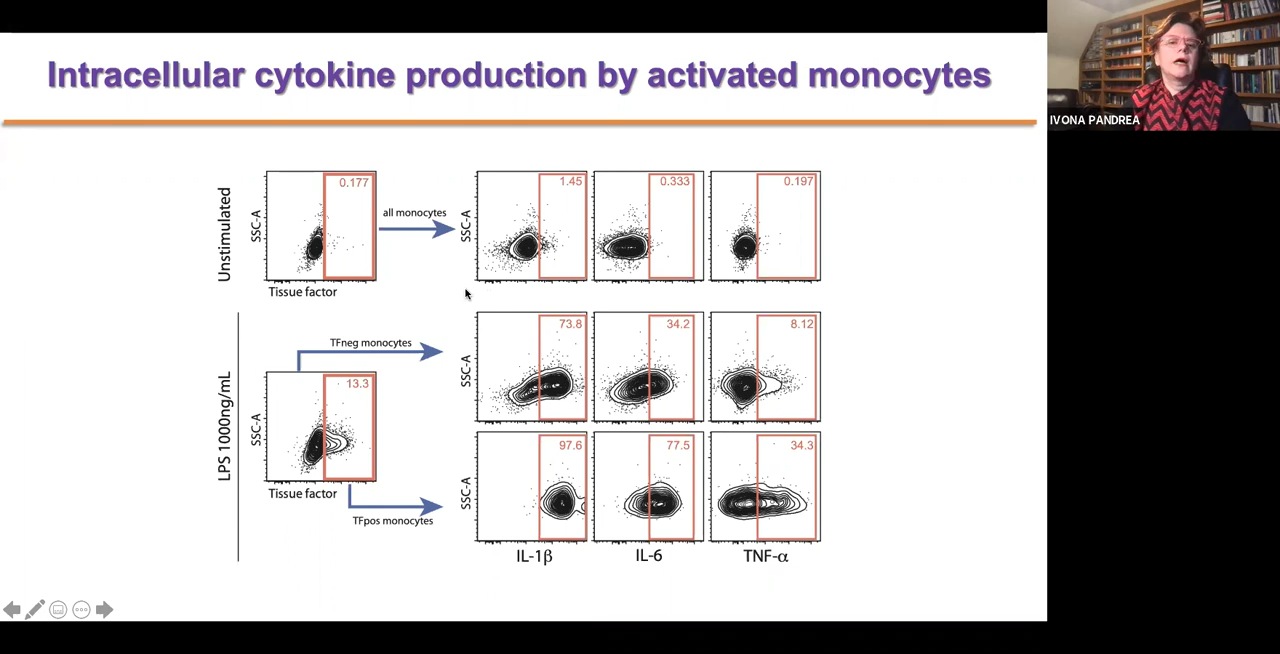 Intracellular cytokine production by activated monocytes
IVONA PANDREA
Unstimulated
SSC-A
0.177
Tissue factor
all monocytes
SSC-A
1.45
0.333
0.197
LPS 1000ng/mL
SSC-A
13.3
Tissue factor
TFneg monocytes
SSC-A
73.8
34.2
8.12
TFpos monocytes
SSC-A
97.6
77.5
34.3
IL-1β
IL-6
TNF-α